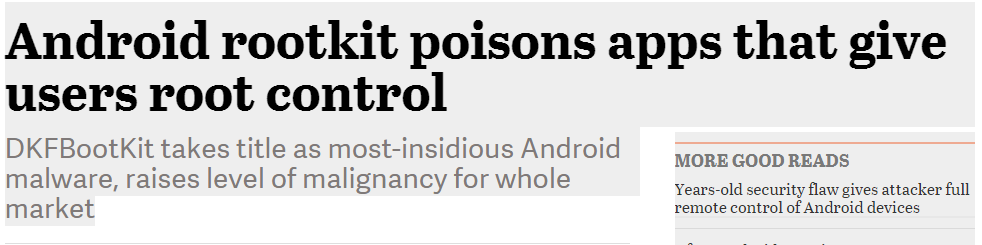 Android rootkit poisons apps that give
users root control
DKFBootKit takes title as most-insidious Android
malware, raises level of malignancy for whole
market
MORE GOOD READS
Years-old security flaw gives attacker full
remote control of Android devices